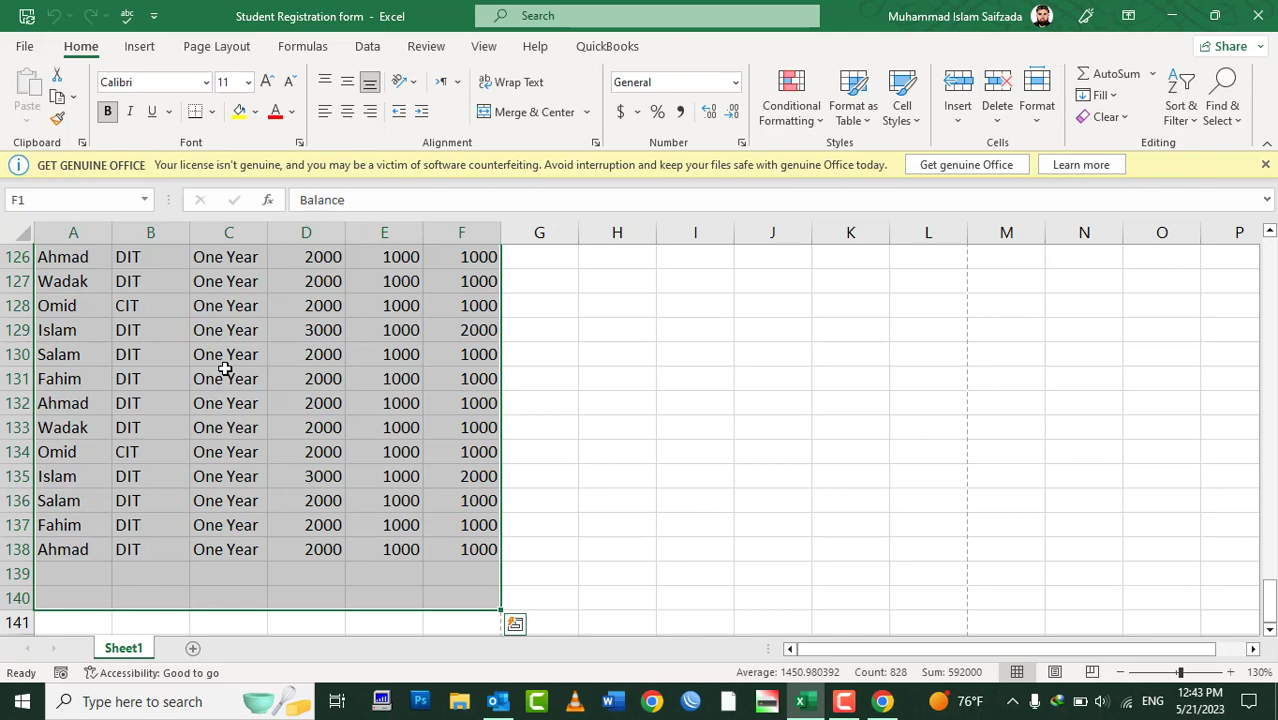 Student Registration form - Excel
Search
Muhammad Islam Saifzada
File Home Insert Page Layout Formulas Data Review View Help QuickBooks Share
Paste Calibri 11 Wrap Text General Conditional Formatting Format as Table Cell Styles Insert Delete Format AutoSum Sort & Filter Find & Select
B I U Merge & Center $ % Fill Clear
Clipboard Font Alignment Number Styles Cells Editing
GET GENUINE OFFICE Your license isn't genuine, and you may be a victim of software counterfeiting. Avoid interruption and keep your files safe with genuine Office today. Get genuine Office Learn more
F1 fx Balance
A B C D E F G H I J K L M N O P
126 Ahmad DIT One Year 2000 1000 1000
127 Wadak DIT One Year 2000 1000 1000
128 Omid CIT One Year 2000 1000 1000
129 Islam DIT One Year 3000 1000 2000
130 Salam DIT One Year 2000 1000 1000
131 Fahim DIT One Year 2000 1000 1000
132 Ahmad DIT One Year 2000 1000 1000
133 Wadak DIT One Year 2000 1000 1000
134 Omid CIT One Year 2000 1000 1000
135 Islam DIT One Year 3000 1000 2000
136 Salam DIT One Year 2000 1000 1000
137 Fahim DIT One Year 2000 1000 1000
138 Ahmad DIT One Year 2000 1000 1000
139
140
141
Sheet1
Ready Accessibility: Good to go Average: 1450.980392 Count: 828 Sum: 592000 130%
Type here to search 76°F ENG 12:43 PM
5/21/2023